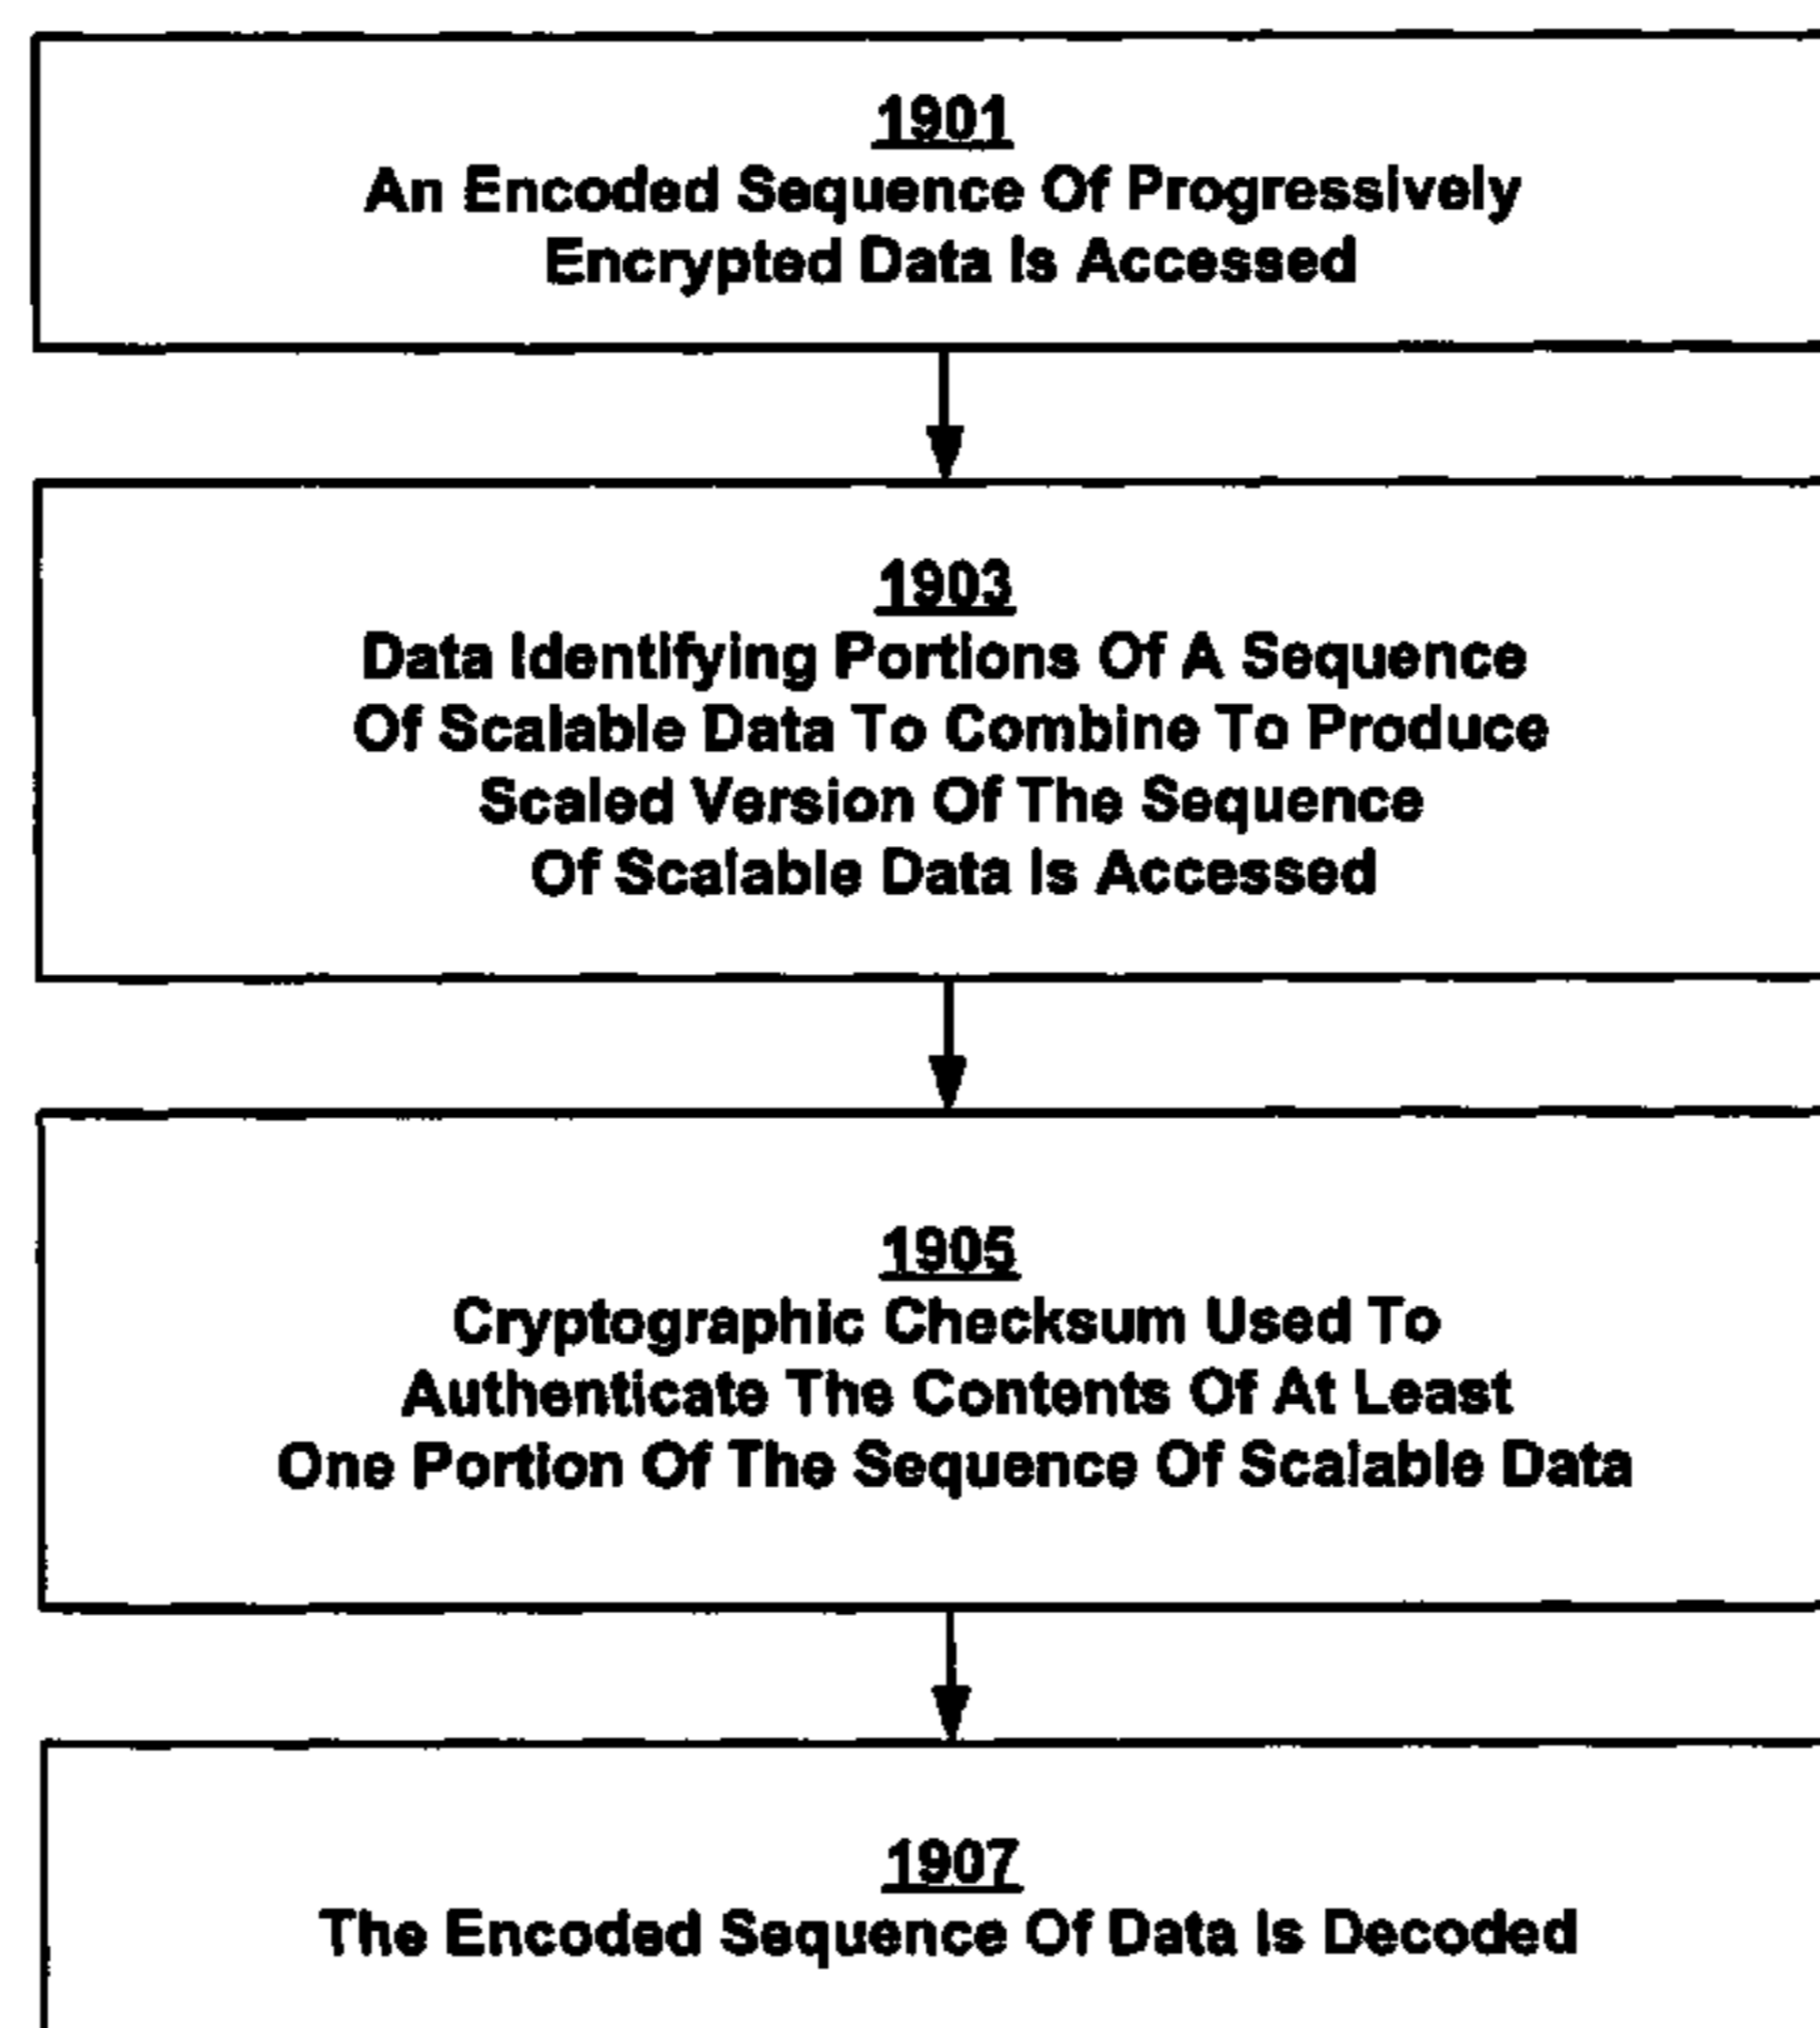 1901
An Encoded Sequence Of Progressively
Encrypted Data Is Accessed
1903
Data Identifying Portions Of A Sequence
Of Scalable Data To Combine To Produce
Scaled Version Of The Sequence
Of Scalable Data Is Accessed
1905
Cryptographic Checksum Used To
Authenticate The Contents Of At Least
One Portion Of The Sequence Of Scalable Data
1907
The Encoded Sequence Of Data Is Decoded